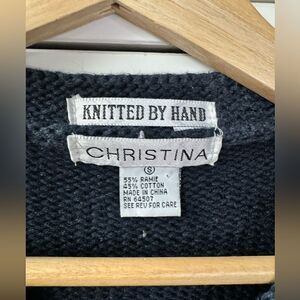 KNITTED BY HAND
CHRISTINA
S
55% RAMIE
45% COTTON
MADE IN CHINA
RN 64507
SEE REV FOR CARE